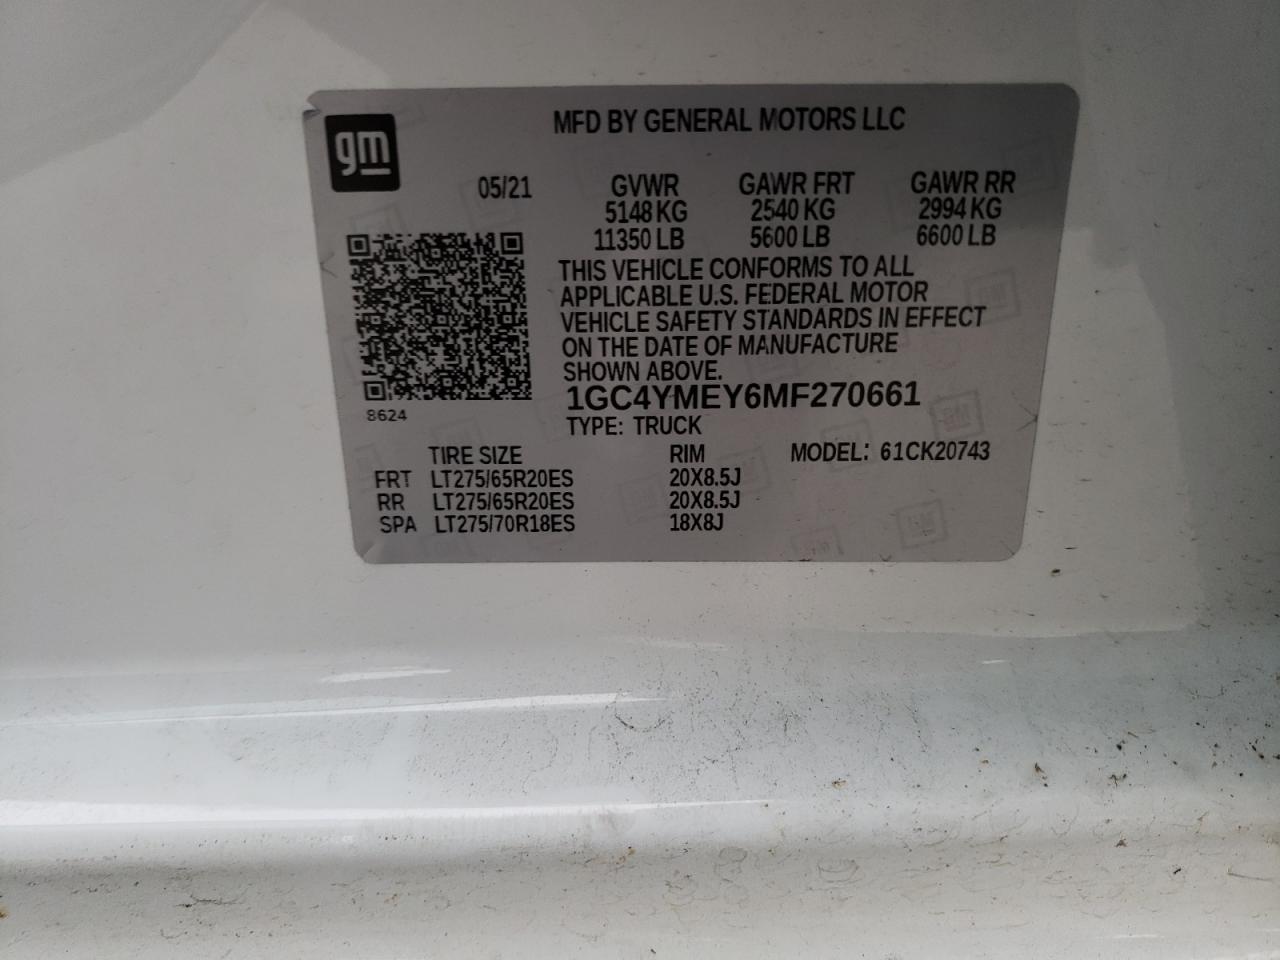 gm
MFD BY GENERAL MOTORS LLC
05/21 GVWR GAWR FRT GAWR RR
5148 KG 2540 KG 2994 KG
11350 LB 5600 LB 6600 LB
THIS VEHICLE CONFORMS TO ALL
APPLICABLE U.S. FEDERAL MOTOR
VEHICLE SAFETY STANDARDS IN EFFECT
ON THE DATE OF MANUFACTURE
SHOWN ABOVE.
1GC4YMEY6MF270661
8624
TYPE: TRUCK
TIRE SIZE RIM MODEL: 61CK20743
FRT LT275/65R20ES 20X8.5J
RR LT275/65R20ES 20X8.5J
SPA LT275/70R18ES 18X8J